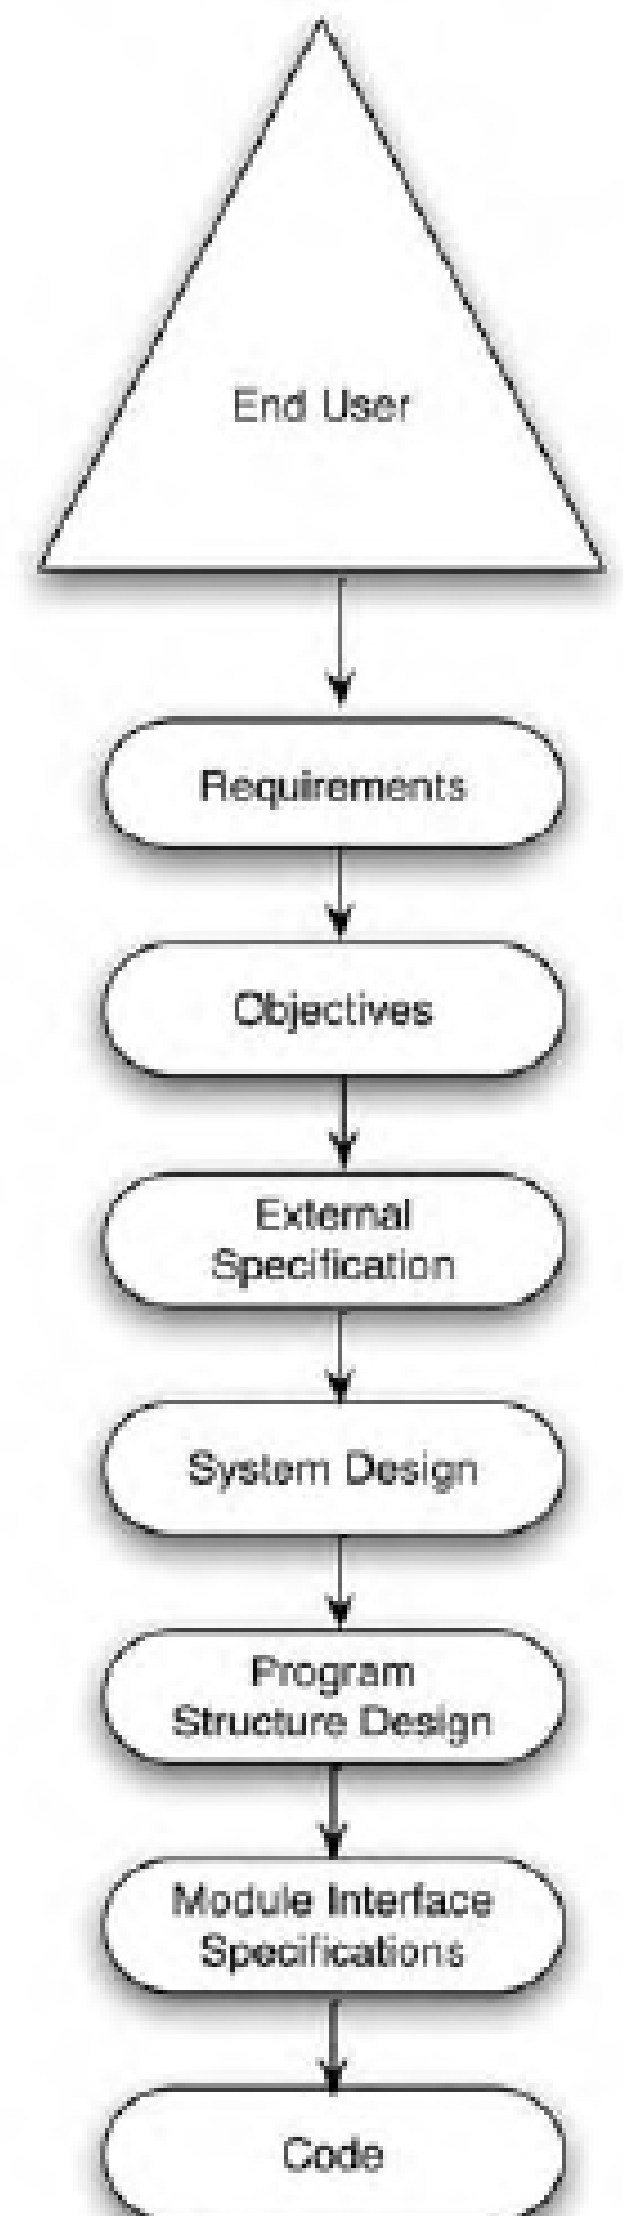 End User
Requirements
Objectives
External
Specification
System Design
Program
Structure Design
Module Interface
Specifications
Code